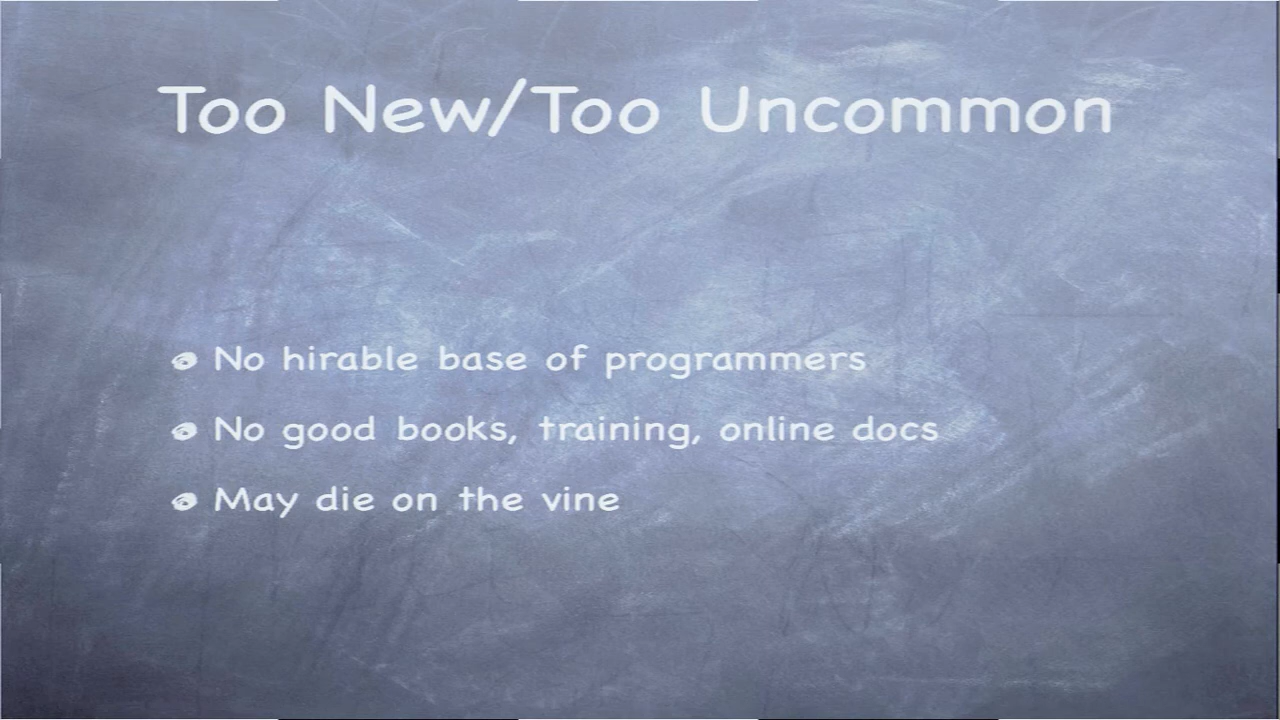 Too New/Too Uncommon
No hirable base of programmers
No good books, training, online docs
May die on the vine